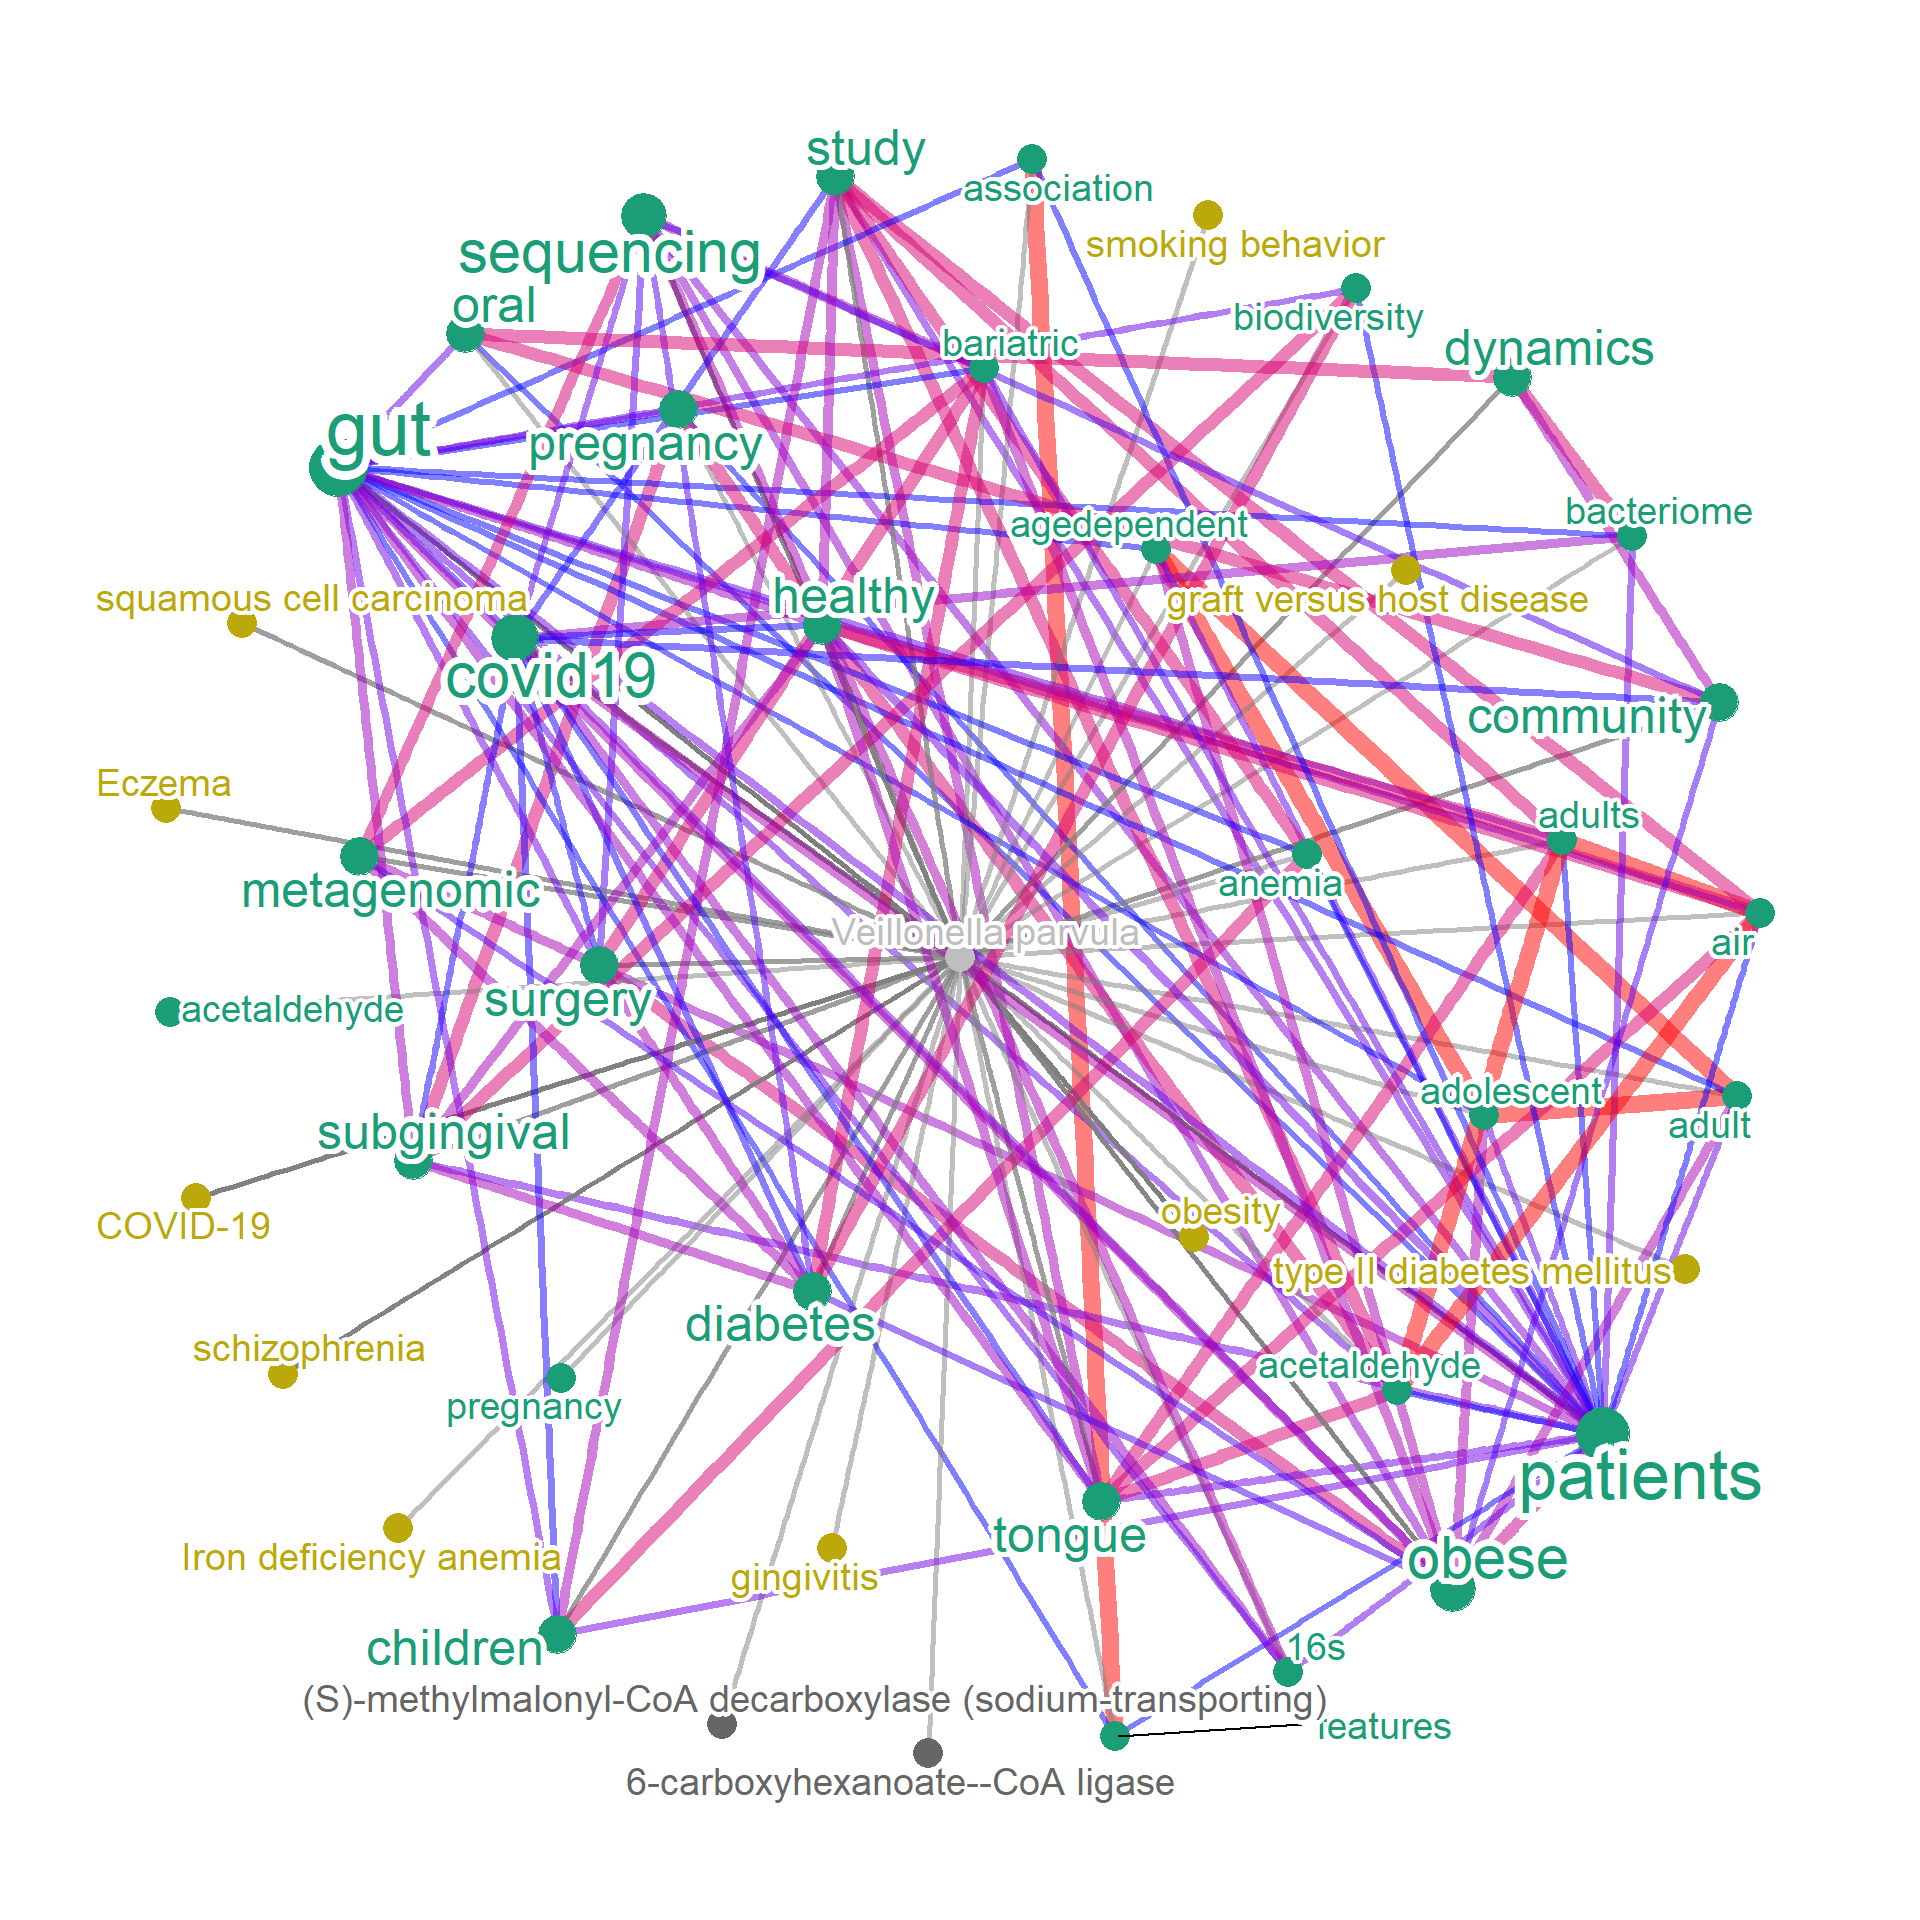 study
association
smoking behavior
sequencing
oral
biodiversity
bariatric
dynamics
gut
pregnancy
bacteriome
agedependent
squamous cell carcinoma
healthy
graft versus host disease
covid19
community
Eczema
adults
metagenomic
anemia
Veillonella parvula
air
acetaldehyde
surgery
adolescent
subgingival
adult
COVID-19
obesity
type II diabetes mellitus
diabetes
schizophrenia
acetaldehyde
pregnancy
patients
tongue
obese
Iron deficiency anemia
gingivitis
children
16s
(S)-methylmalonyl-CoA decarboxylase (sodium-transporting)
features
6-carboxyhexanoate--CoA ligase